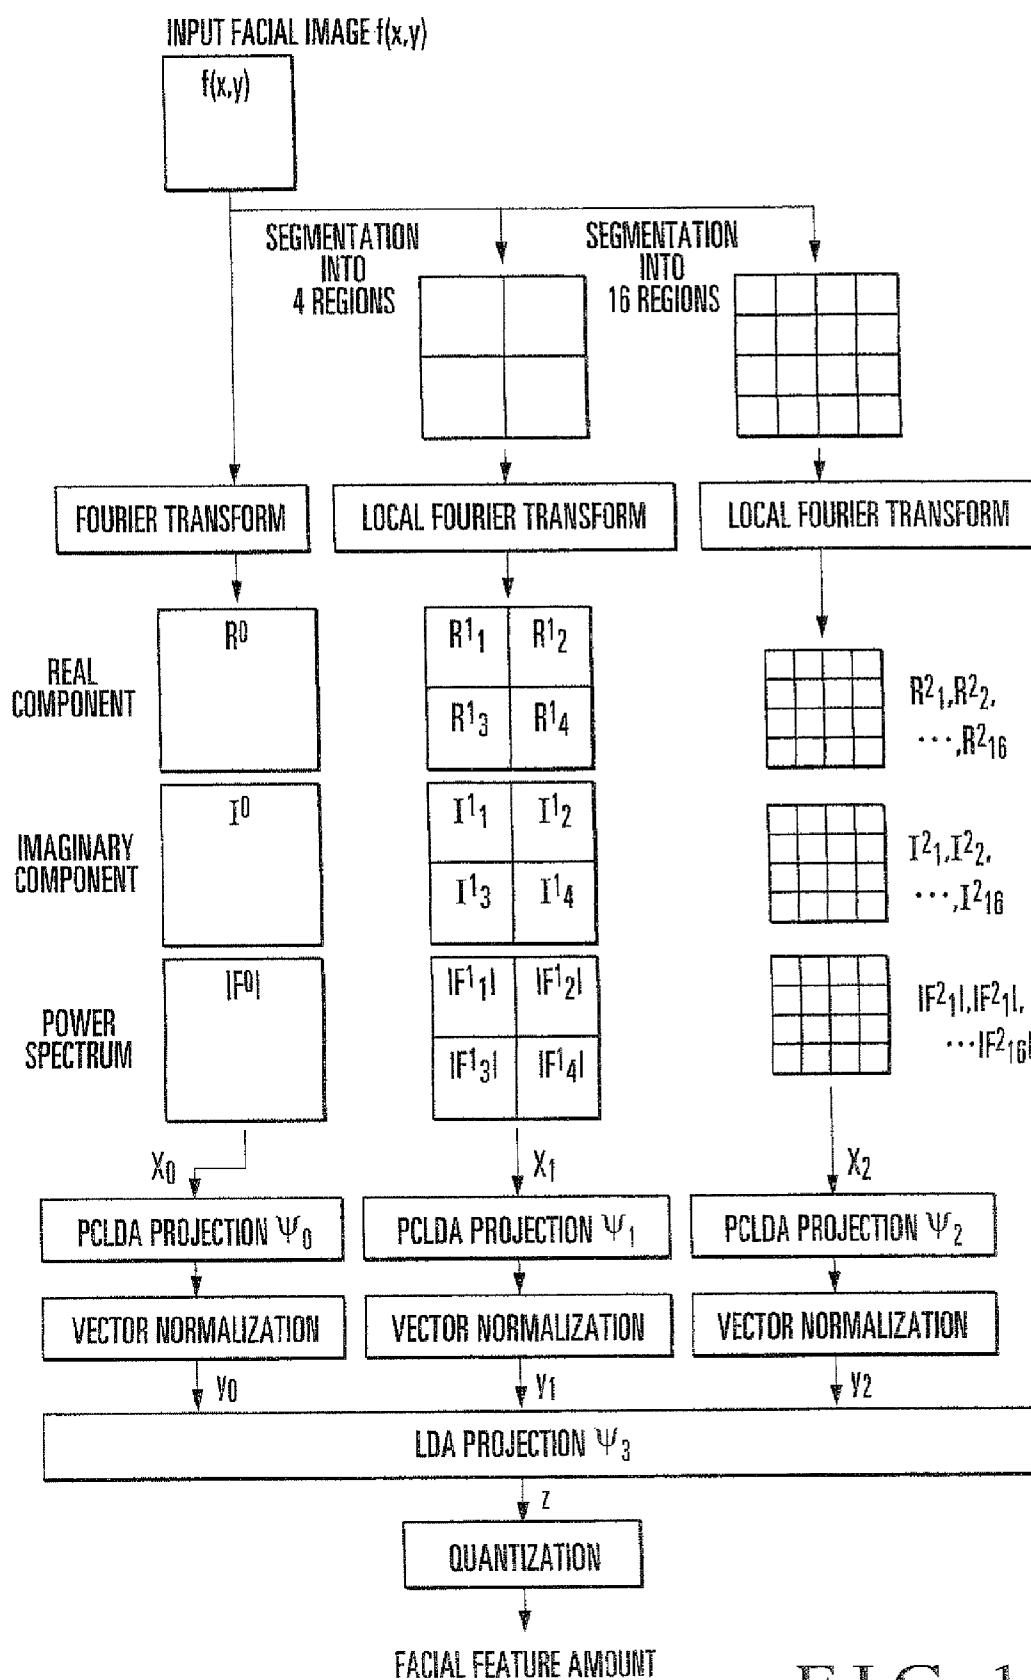 INPUT FACIAL IMAGE f(x,y)
f(x,y)
SEGMENTATION
INTO
4 REGIONS
SEGMENTATION
INTO
16 REGIONS
FOURIER TRANSFORM
LOCAL FOURIER TRANSFORM
LOCAL FOURIER TRANSFORM
REAL
COMPONENT
R⁰
R¹₁ R¹₂
R¹₃ R¹₄
R²₁,R²₂,
···,R²₁₆
IMAGINARY
COMPONENT
I⁰
I¹₁ I¹₂
I¹₃ I¹₄
I²₁,I²₂,
···,I²₁₆
POWER
SPECTRUM
|F⁰|
|F¹₁| |F¹₂|
|F¹₃| |F¹₄|
|F²₁|,|F²₁|,
···|F²₁₆|
X₀
X₁
X₂
PCLDA PROJECTION Ψ₀
PCLDA PROJECTION Ψ₁
PCLDA PROJECTION Ψ₂
VECTOR NORMALIZATION
VECTOR NORMALIZATION
VECTOR NORMALIZATION
y₀
y₁
y₂
LDA PROJECTION Ψ₃
z
QUANTIZATION
FACIAL FEATURE AMOUNT